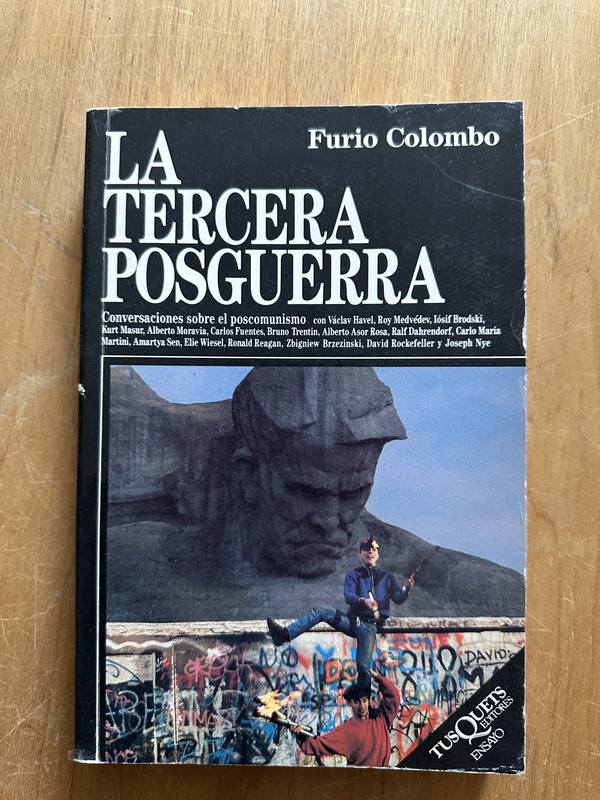 Furio Colombo
LA
TERCERA
POSGUERRA
Conversaciones sobre el poscomunismo con Václav Havel, Roy Medvédev, Iósif Brodski,
Kurt Masur, Alberto Moravia, Carlos Fuentes, Bruno Trentin, Alberto Asor Rosa, Ralf Dahrendorf, Carlo Maria
Martini, Amartya Sen, Elie Wiesel, Ronald Reagan, Zbigniew Brzezinski, David Rockefeller y Joseph Nye
NO
DAVID
TUSQUETS
EDITORES
ENSAYO